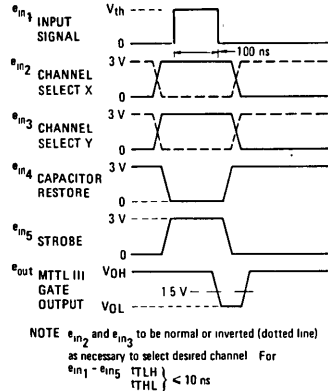 e_in1 INPUT SIGNAL Vth 0
100 ns
e_in2 CHANNEL SELECT X 3 V 0
e_in3 CHANNEL SELECT Y 3 V 0
e_in4 CAPACITOR RESTORE 3 V 0
e_in5 STROBE 3 V 0
e_out MTTL III GATE OUTPUT VOH 1 5 V VOL
NOTE e_in2 and e_in3 to be normal or inverted (dotted line)
as necessary to select desired channel For
e_in1 - e_in5 tTLH tTHL } < 10 ns